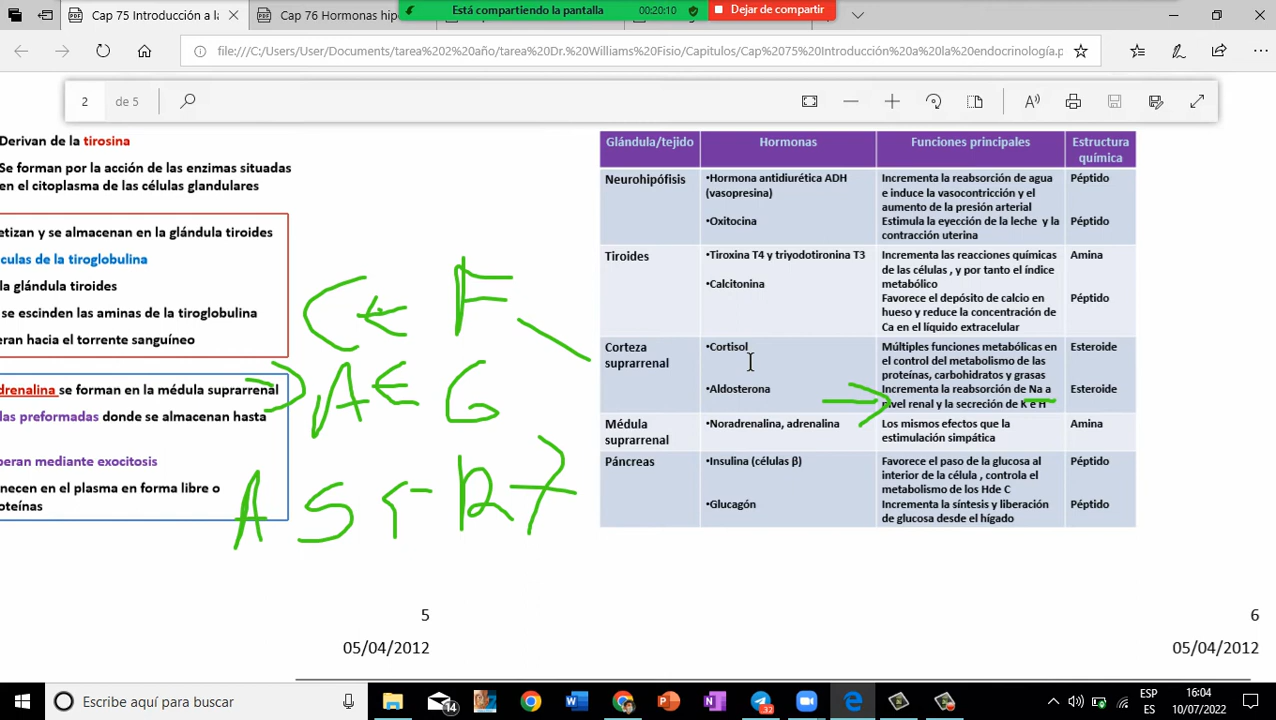 Cap 75 Introducción a la
Cap 76 Hormonas hip
Está compartiendo la pantalla
00:20:10
Dejar de compartir
file:///C:/Users/User/Documents/tarea%202%20año/tarea%20Dr.%20Williams%20Fisio/Capitulos/Cap%2075%20Introducción%20a%20la%20endocrinología.p
2 de 5
Derivan de la tirosina
Se forman por la acción de las enzimas situadas
en el citoplasma de las células glandulares
etizan y se almacenan en la glándula tiroides
culas de la tiroglobulina
la glándula tiroides
se escinden las aminas de la tiroglobulina
eran hacia el torrente sanguíneo
drenalina se forman en la médula suprarrenal
las preformadas donde se almacenan hasta
peran mediante exocitosis
necen en el plasma en forma libre o
oteínas
C F
A G
A S R
5
05/04/2012
Glándula/tejido Hormonas Funciones principales Estructura
química
Neurohipófisis •Hormona antidiurética ADH Incrementa la reabsorción de agua Péptido
(vasopresina) e induce la vasocontricción y el
aumento de la presión arterial
•Oxitocina Estimula la eyección de la leche y la Péptido
contracción uterina
Tiroides •Tiroxina T4 y triyodotironina T3 Incrementa las reacciones químicas Amina
de las células , y por tanto el índice
•Calcitonina metabólico
Favorece el depósito de calcio en Péptido
hueso y reduce la concentración de
Ca en el líquido extracelular
Corteza •Cortisol Múltiples funciones metabólicas en Esteroide
suprarrenal el control del metabolismo de las
proteínas, carbohidratos y grasas
•Aldosterona Incrementa la reabsorción de Na a Esteroide
nivel renal y la secreción de K e H
Médula •Noradrenalina, adrenalina Los mismos efectos que la Amina
suprarrenal estimulación simpática
Páncreas •Insulina (células β) Favorece el paso de la glucosa al Péptido
interior de la célula , controla el
metabolismo de los Hde C
•Glucagón Incrementa la síntesis y liberación Péptido
de glucosa desde el hígado
6
05/04/2012
Escribe aquí para buscar
14
32
ESP
ES
16:04
10/07/2022